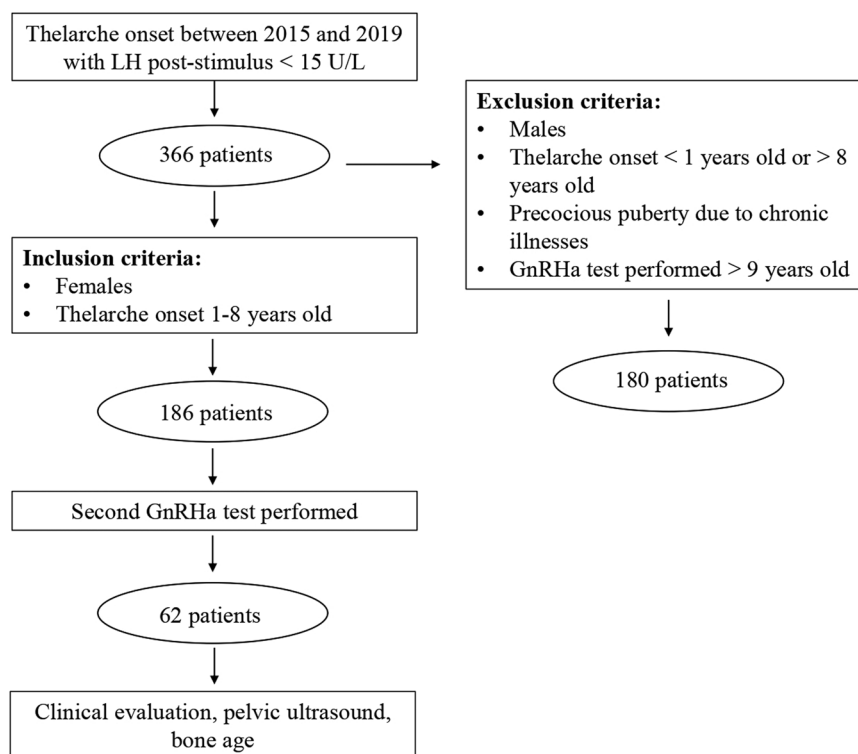 Thelarche onset between 2015 and 2019
with LH post-stimulus < 15 U/L
366 patients
Exclusion criteria:
• Males
• Thelarche onset < 1 years old or > 8
years old
• Precocious puberty due to chronic
illnesses
• GnRHa test performed > 9 years old
180 patients
Inclusion criteria:
• Females
• Thelarche onset 1-8 years old
186 patients
Second GnRHa test performed
62 patients
Clinical evaluation, pelvic ultrasound,
bone age